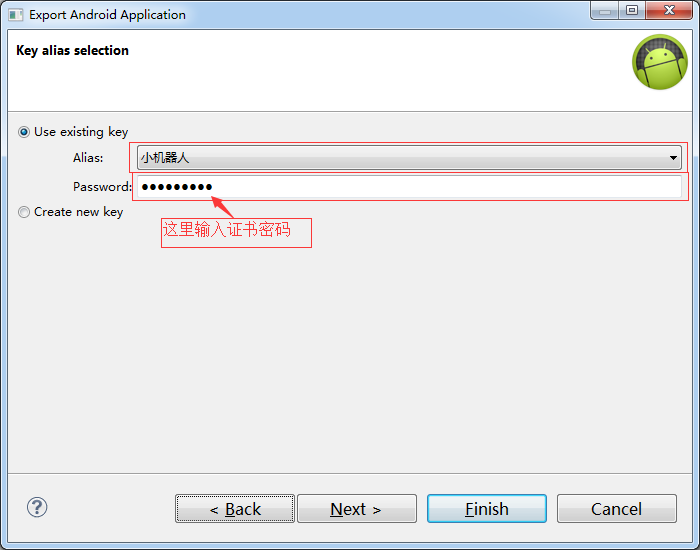 Export Android Application
Key alias selection
Use existing key
Alias:
小机器人
Password:
●●●●●●●●●
Create new key
这里输入证书密码
?
< Back
Next >
Finish
Cancel